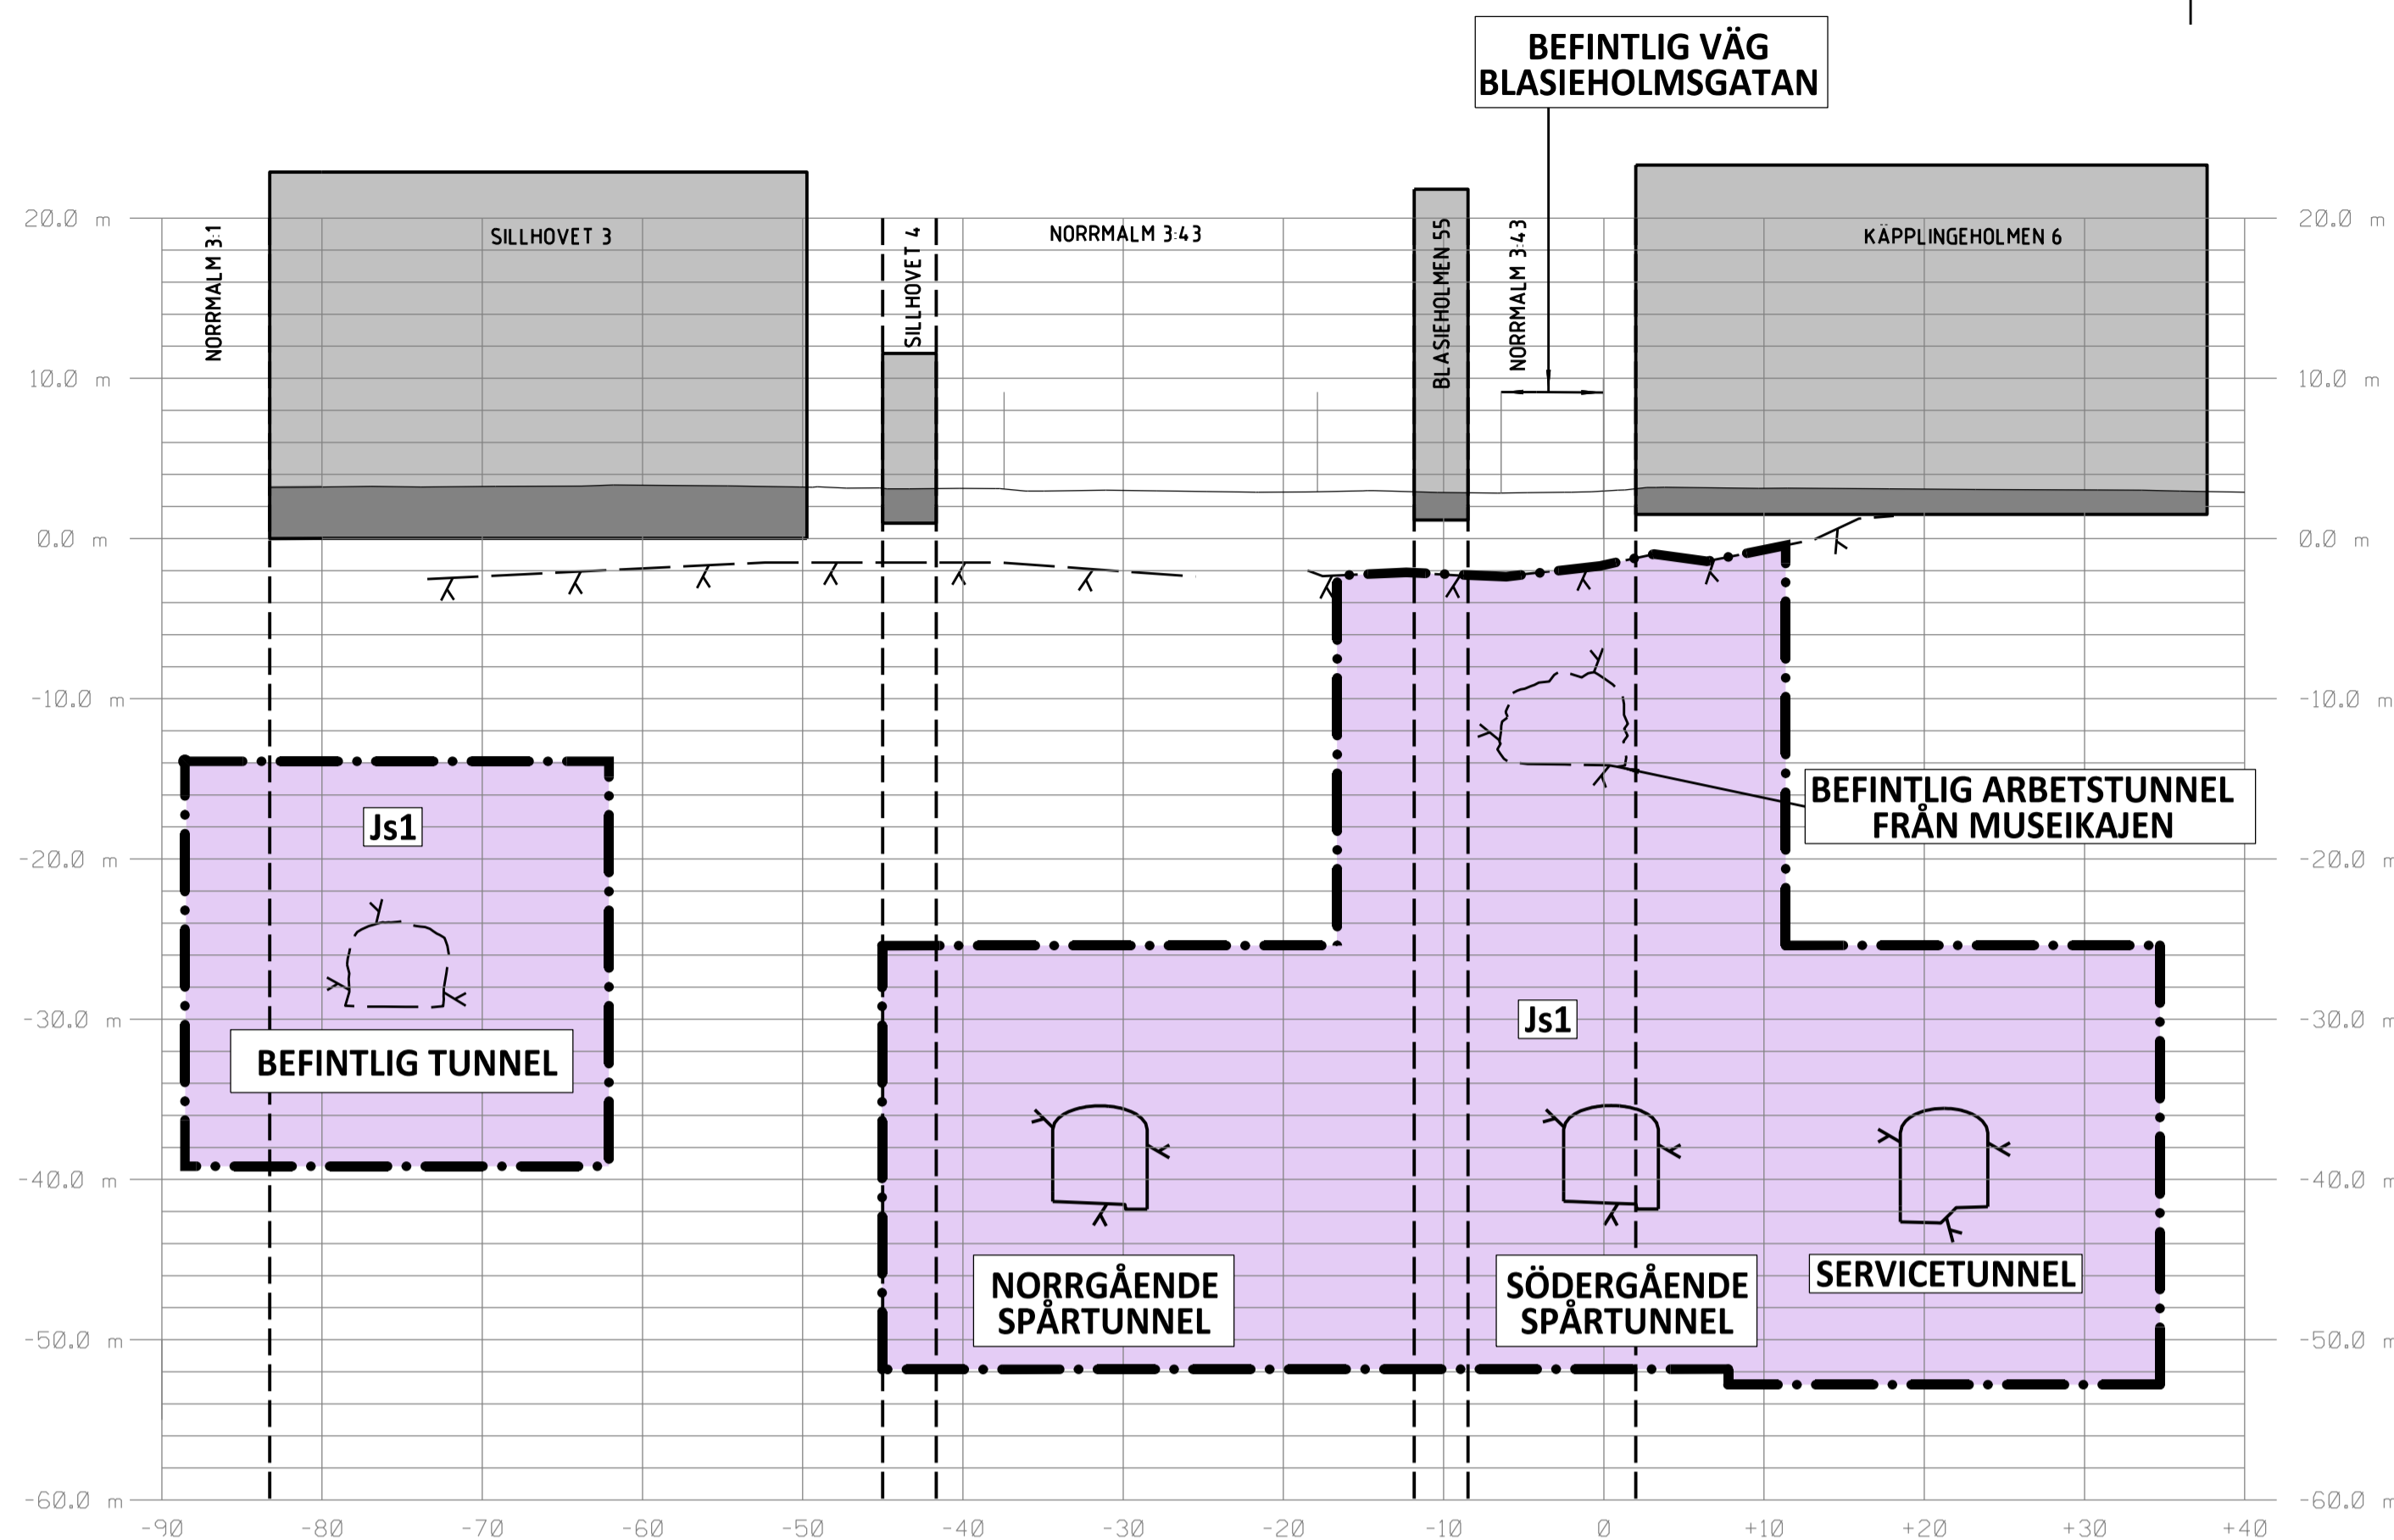 BEFINTLIG VÄG
BLASIEHOLMSGATAN
20.0 m
NORRMALM 3:1
SILLHOVET 3
SILLHOVET 4
NORRMALM 3:43
BLASIEHOLMEN 55
NORRMALM 3:43
KÄPPLINGEHOLMEN 6
20.0 m
10.0 m
10.0 m
0.0 m
0.0 m
-10.0 m
-10.0 m
BEFINTLIG ARBETSTUNNEL
FRÅN MUSEIKAJEN
Js1
-20.0 m
-20.0 m
-30.0 m
Js1
-30.0 m
BEFINTLIG TUNNEL
-40.0 m
-40.0 m
NORRGÅENDE
SPÅRTUNNEL
SÖDERGÅENDE
SPÅRTUNNEL
SERVICETUNNEL
-50.0 m
-50.0 m
-60.0 m
-60.0 m
-90 -80 -70 -60 -50 -40 -30 -20 -10 0 +10 +20 +30 +40